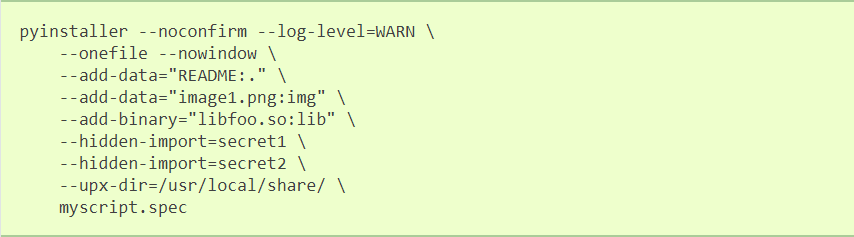 pyinstaller --noconfirm --log-level=WARN \
    --onefile --nowindow \
    --add-data="README:." \
    --add-data="image1.png:img" \
    --add-binary="libfoo.so:lib" \
    --hidden-import=secret1 \
    --hidden-import=secret2 \
    --upx-dir=/usr/local/share/ \
    myscript.spec